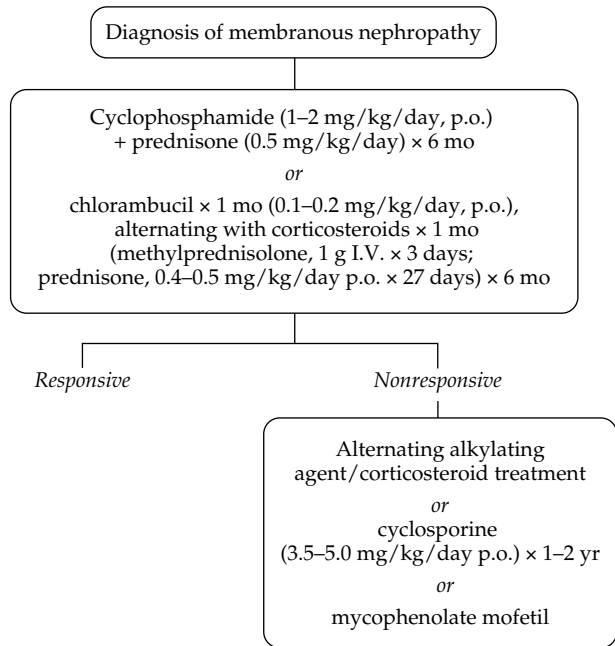 Diagnosis of membranous nephropathy
Cyclophosphamide (1–2 mg/kg/day, p.o.)
+ prednisone (0.5 mg/kg/day) × 6 mo
or
chlorambucil × 1 mo (0.1–0.2 mg/kg/day, p.o.),
alternating with corticosteroids × 1 mo
(methylprednisolone, 1 g I.V. × 3 days;
prednisone, 0.4–0.5 mg/kg/day p.o. × 27 days) × 6 mo
Responsive
Nonresponsive
Alternating alkylating
agent/corticosteroid treatment
or
cyclosporine
(3.5–5.0 mg/kg/day p.o.) × 1–2 yr
or
mycophenolate mofetil